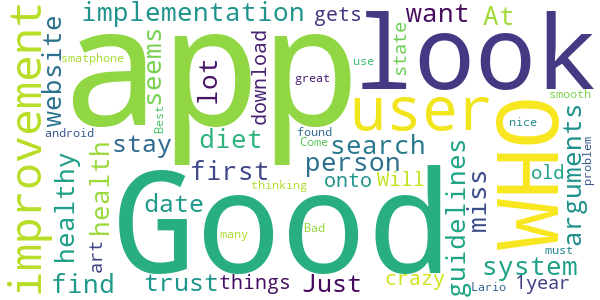 implementation
gets
want
At
app
look
smatphone
seems
lot
download
state
great
use
website
improvement
user
WHO
smooth
Best
android
stay
diet
found
Come
search
nice
arguments
problem
healthy
health
first
person
guidelines
miss
old
onto
Will
thinking
Good
date
art
many
Bad
must
find
trust
things
Just
crazy
system
Lario
1year